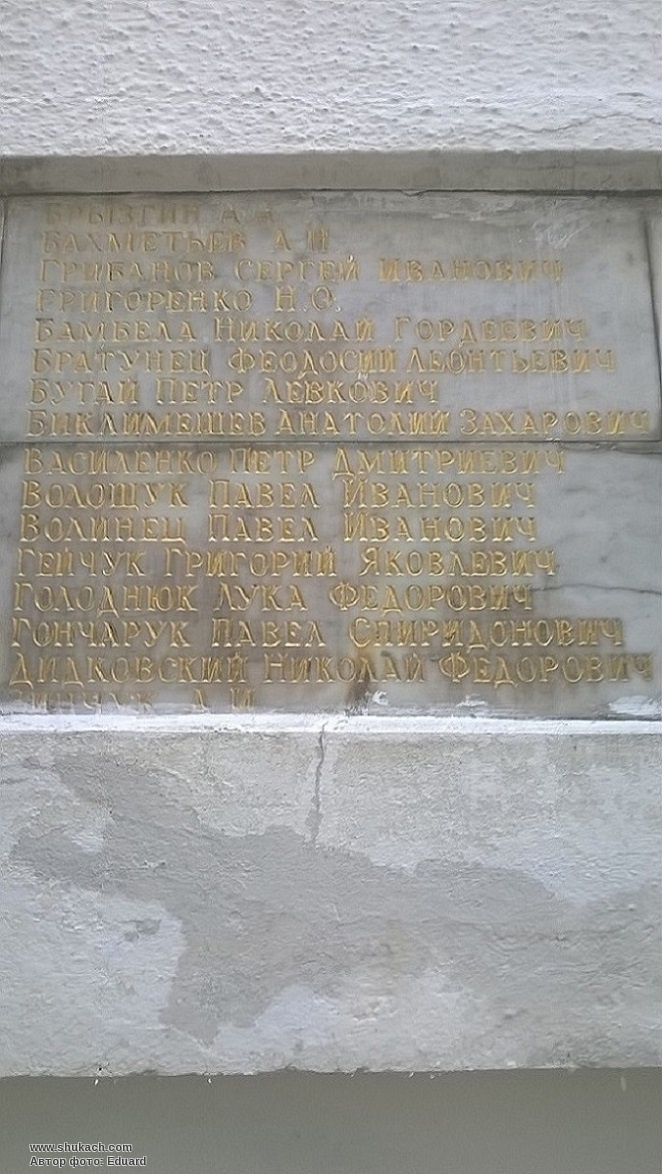 БРЫЗГИН А.А.
БАХМЕТЬЕВ А.И.
ГРИБАНОВ СЕРГЕЙ ИВАНОВИЧ
ГРИГОРЕНКО Н.О.
БАМБЕЛА НИКОЛАЙ ГОРДЕЕВИЧ
БРАТУНЕЦ ФЕОДОСИЙ ЛЕОНТЬЕВИЧ
БУГАЙ ПЕТР ЛЕВКОВИЧ
БИКЛИМЕШЕВ АНАТОЛИЙ ЗАХАРОВИЧ
ВАСИЛЕНКО ПЕТР ДМИТРИЕВИЧ
ВОЛОЩУК ПАВЕЛ ИВАНОВИЧ
ВОЛИНЕЦ ПАВЕЛ ИВАНОВИЧ
ГЕЙЧУК ГРИГОРИЙ ЯКОВЛЕВИЧ
ГОЛОДНЮК ЛУКА ФЕДОРОВИЧ
ГОНЧАРУК ПАВЕЛ СПИРИДОНОВИЧ
ДИДКОВСКИЙ НИКОЛАЙ ФЕДОРОВИЧ
ЗИНЧУК А.И.
www.shukach.com
Автор фото: Eduard